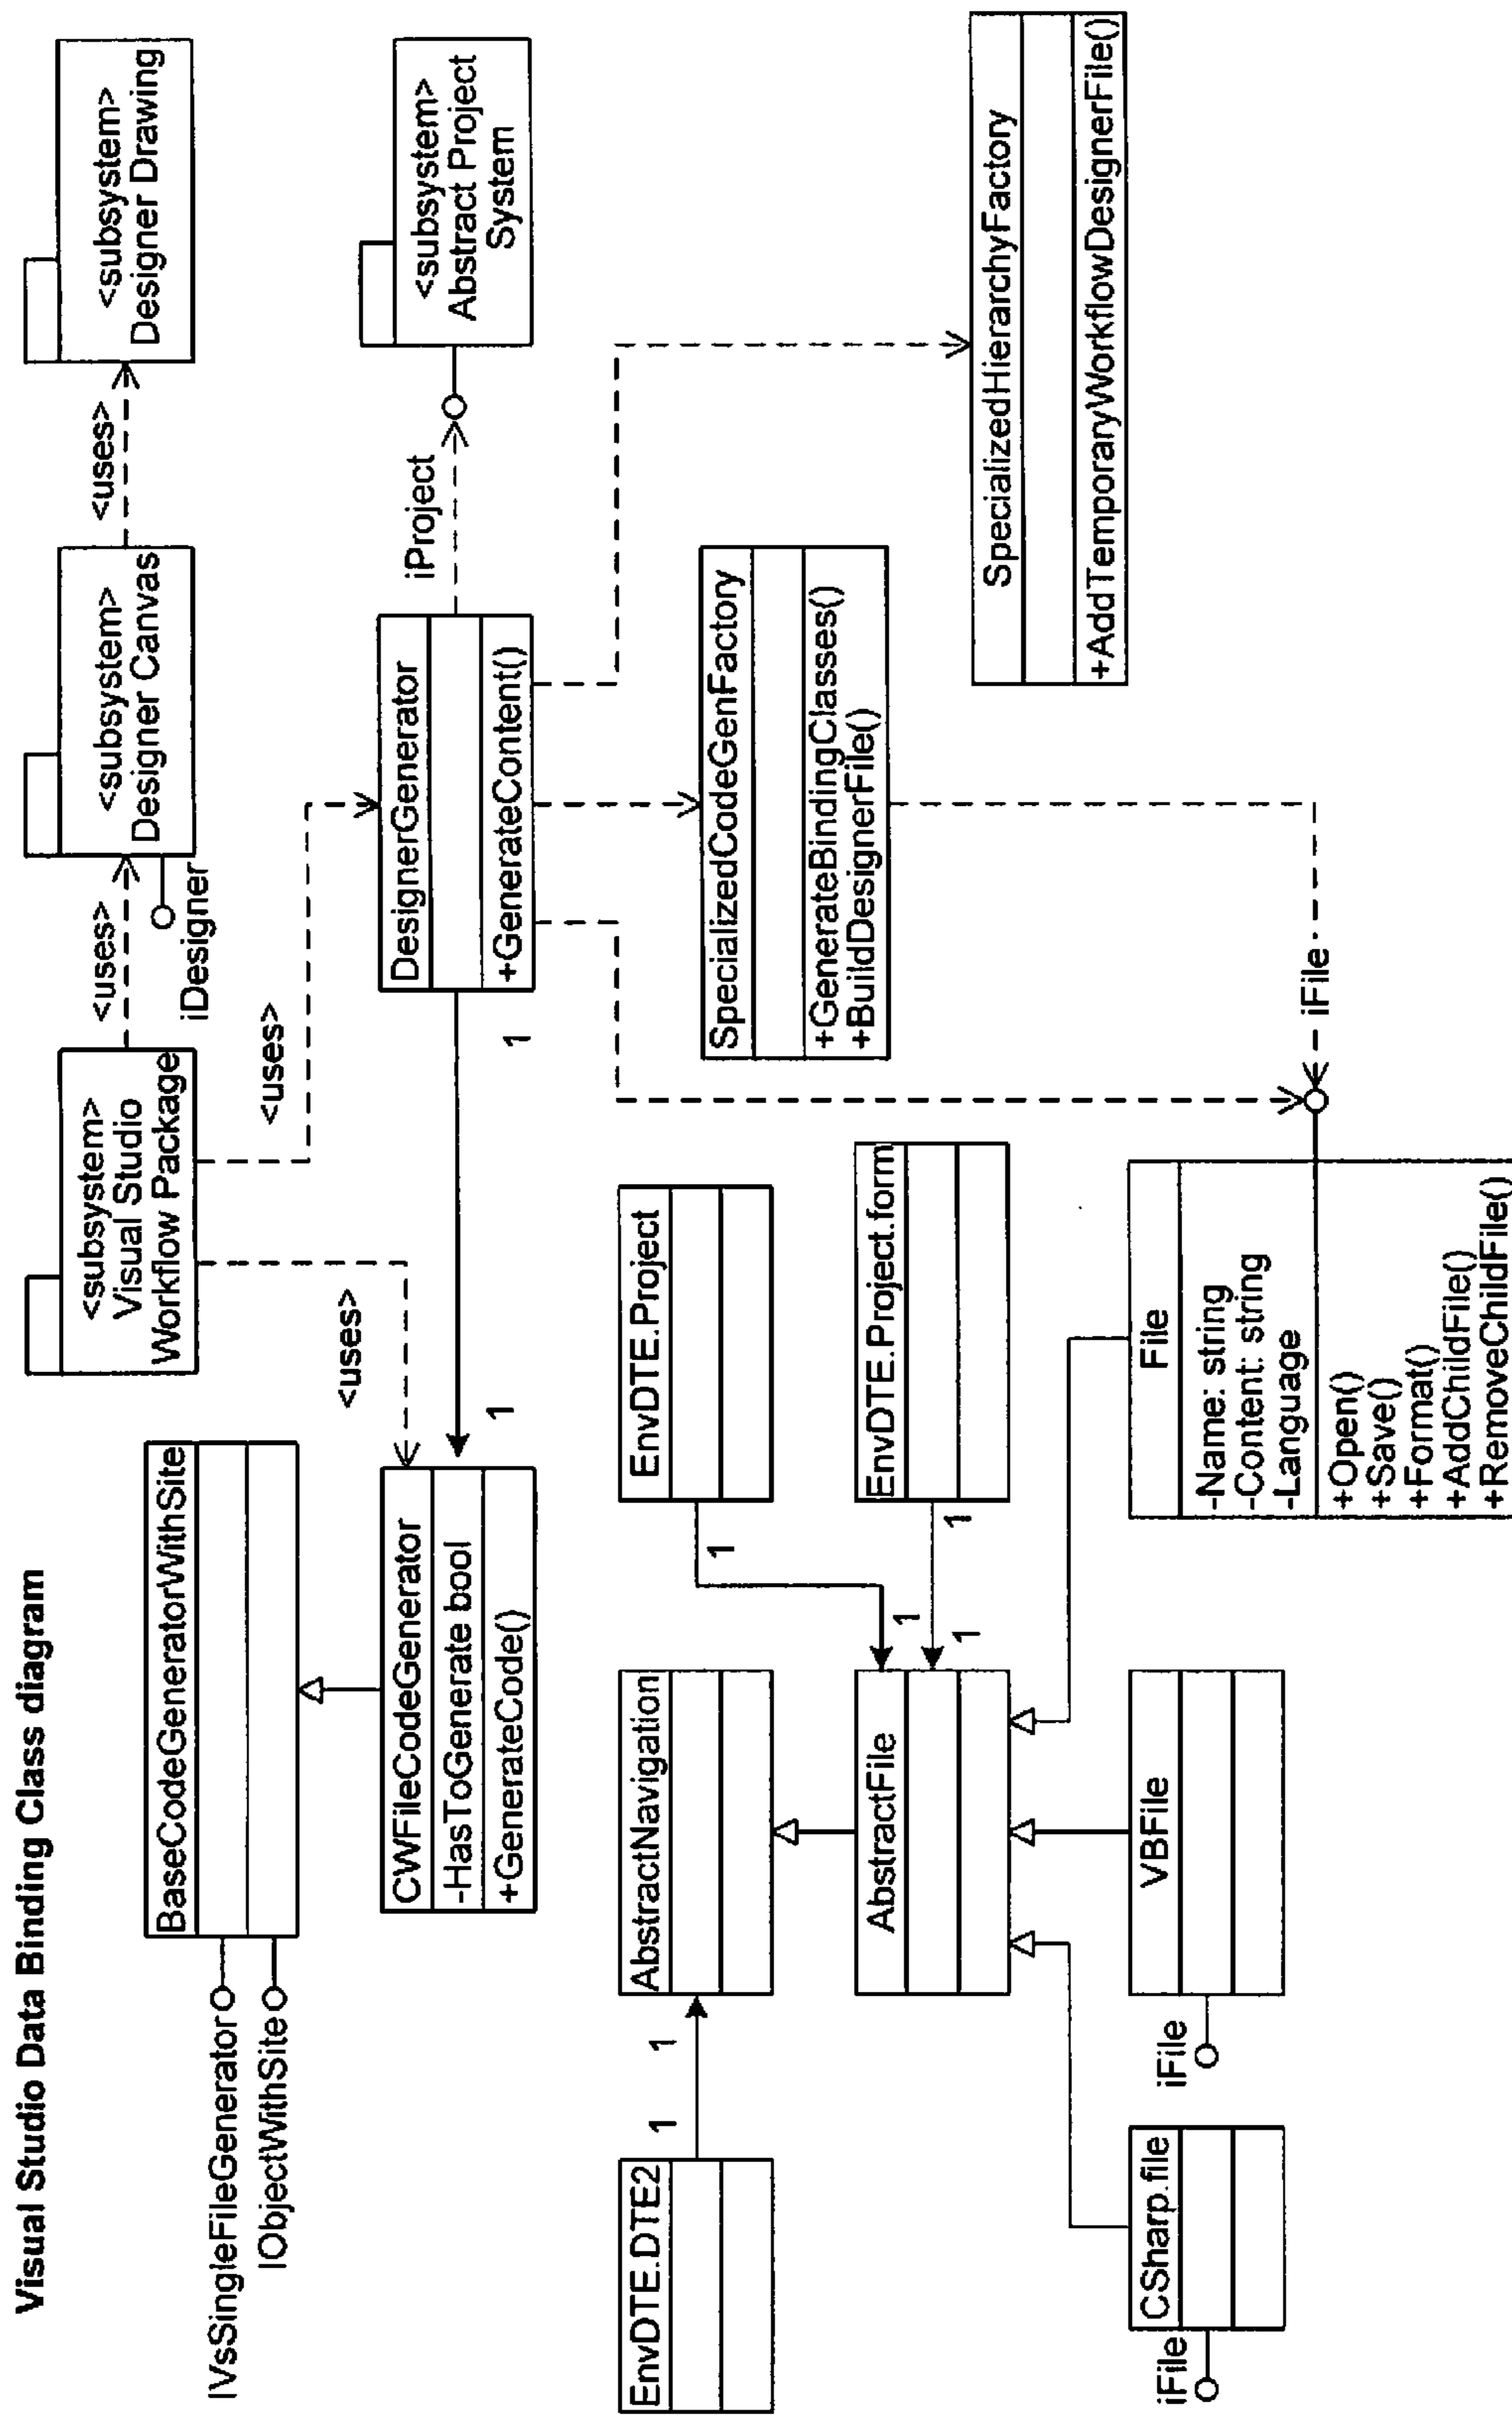 Visual Studio Data Binding Class diagram
<subsystem>
Visual Studio
Workflow Package
<uses>
<subsystem>
Designer Canvas
iDesigner
<uses>
<subsystem>
Designer Drawing
IVsSingleFileGenerator
IObjectWithSite
BaseCodeGeneratorWithSite
<uses>
<uses>
CWFileCodeGenerator
-HasToGenerate bool
+GenerateCode()
1
1
DesignerGenerator
+GenerateContent()
iProject
<subsystem>
Abstract Project
System
EnvDTE.DTE2
1
1
AbstractNavigation
EnvDTE.Project
1
1
SpecializedCodeGenFactory
+GenerateBindingClasses()
+BuildDesignerFile()
AbstractFile
1
1
EnvDTE.Project.form
SpecializedHierarchyFactory
+AddTemporaryWorkflowDesignerFile()
iFile
CSharp.file
iFile
VBFile
File
-Name: string
-Content: string
-Language
+Open()
+Save()
+Format()
+AddChildFile()
+RemoveChildFile()
iFile